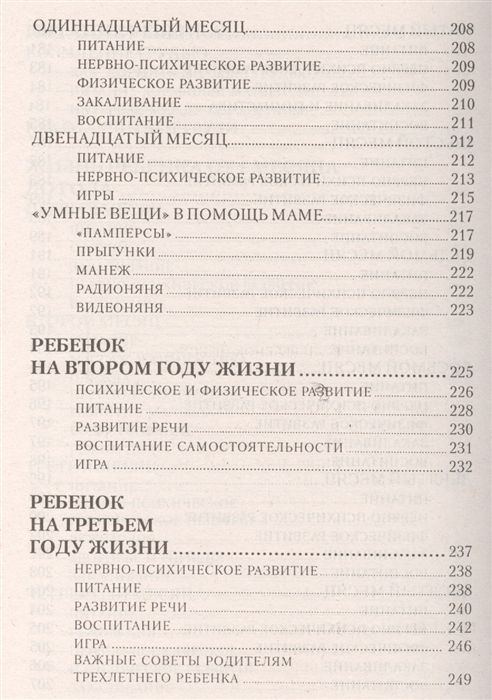 ОДИННАДЦАТЫЙ МЕСЯЦ 208
ПИТАНИЕ 208
НЕРВНО-ПСИХИЧЕСКОЕ РАЗВИТИЕ 209
ФИЗИЧЕСКОЕ РАЗВИТИЕ 209
ЗАКАЛИВАНИЕ 210
ВОСПИТАНИЕ 211
ДВЕНАДЦАТЫЙ МЕСЯЦ 212
ПИТАНИЕ 212
НЕРВНО-ПСИХИЧЕСКОЕ РАЗВИТИЕ 213
ИГРЫ 215
«УМНЫЕ ВЕЩИ» В ПОМОЩЬ МАМЕ 217
«ПАМПЕРСЫ» 217
ПРЫГУНКИ 219
МАНЕЖ 222
РАДИОНЯНЯ 222
ВИДЕОНЯНЯ 223
РЕБЕНОК
НА ВТОРОМ ГОДУ ЖИЗНИ 225
ПСИХИЧЕСКОЕ И ФИЗИЧЕСКОЕ РАЗВИТИЕ 226
ПИТАНИЕ 228
РАЗВИТИЕ РЕЧИ 230
ВОСПИТАНИЕ САМОСТОЯТЕЛЬНОСТИ 231
ИГРА 232
РЕБЕНОК
НА ТРЕТЬЕМ
ГОДУ ЖИЗНИ 237
НЕРВНО-ПСИХИЧЕСКОЕ РАЗВИТИЕ 238
ПИТАНИЕ 238
РАЗВИТИЕ РЕЧИ 240
ВОСПИТАНИЕ 242
ИГРА 246
ВАЖНЫЕ СОВЕТЫ РОДИТЕЛЯМ
ТРЕХЛЕТНЕГО РЕБЕНКА 249